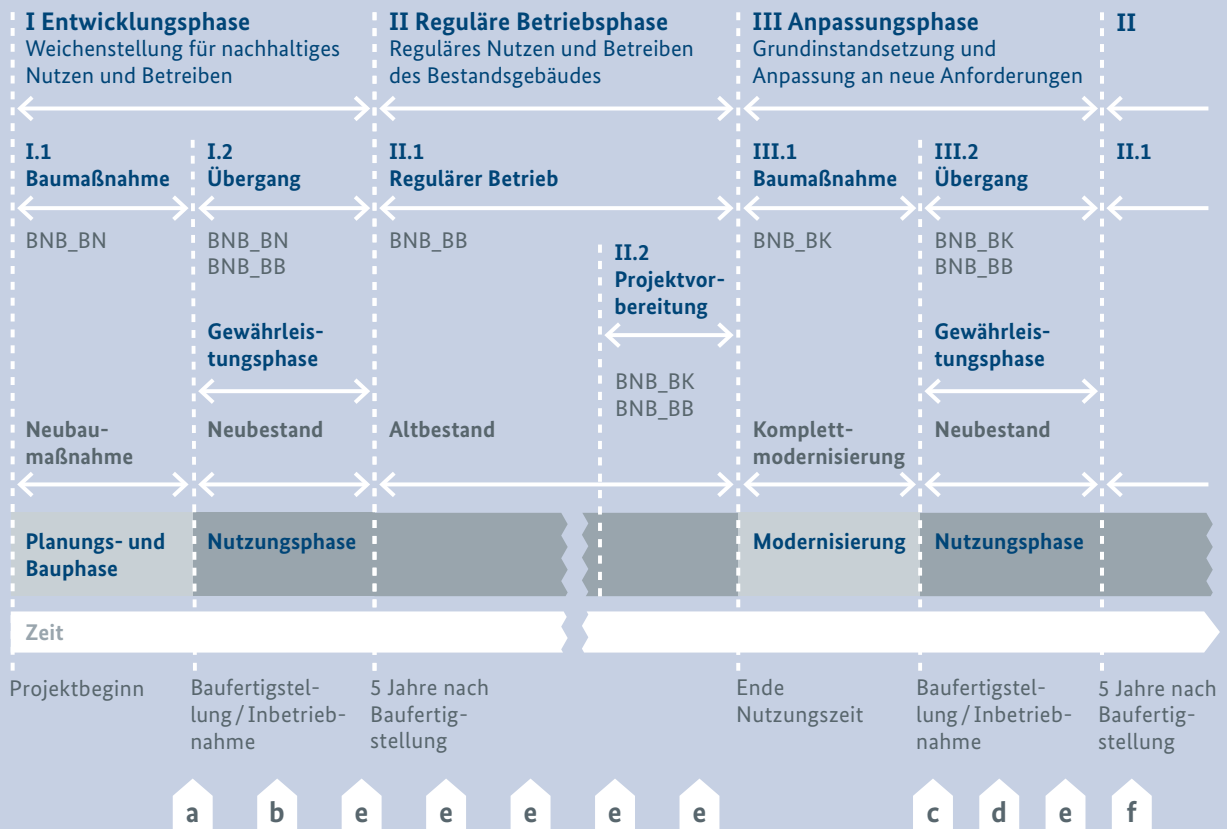 I Entwicklungsphase
Weichenstellung für nachhaltiges
Nutzen und Betreiben
II Reguläre Betriebsphase
Reguläres Nutzen und Betreiben
des Bestandsgebäudes
III Anpassungsphase
Grundinstandsetzung und
Anpassung an neue Anforderungen
II
I.1
Baumaßnahme
I.2
Übergang
II.1
Regulärer Betrieb
III.1
Baumaßnahme
III.2
Übergang
II.1
BNB_BN
BNB_BN
BNB_BB
BNB_BB
II.2
Projektvor-
bereitung
BNB_BK
BNB_BK
BNB_BB
Gewährleis-
tungsphase
BNB_BK
BNB_BB
Gewährleis-
tungsphase
Neubau-
maßnahme
Neubestand
Altbestand
Komplett-
modernisierung
Neubestand
Planungs- und
Bauphase
Nutzungsphase
Modernisierung
Nutzungsphase
Zeit
Projektbeginn
Baufertigstel-
lung / Inbetrieb-
nahme
5 Jahre nach
Baufertig-
stellung
Ende
Nutzungszeit
Baufertigstel-
lung / Inbetrieb-
nahme
5 Jahre nach
Baufertig-
stellung
a b e e e e e c d e f